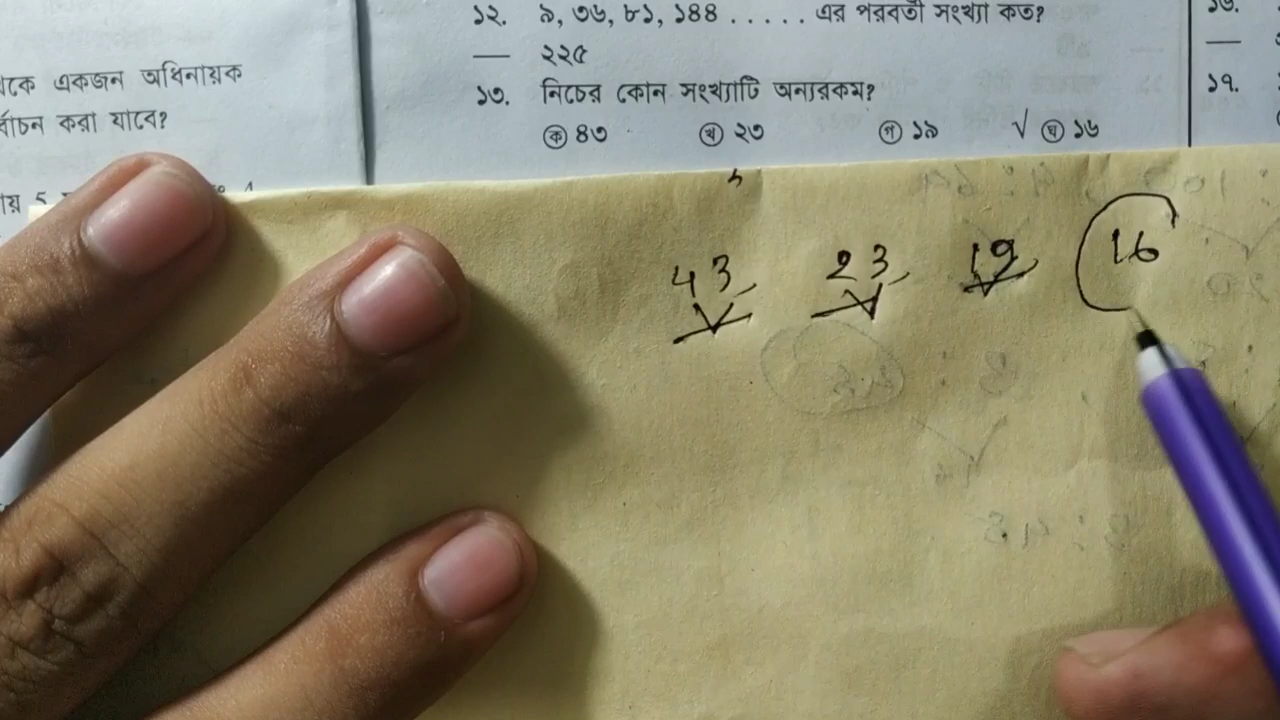 ১২. ৯, ৩৬, ৮১, ১৪৪ . . . . . এর পরবর্তী সংখ্যা কত?
— ২২৫
১৩. নিচের কোন সংখ্যাটি অন্যরকম?
ক ৪৩ খ ২৩ গ ১৯ √ ঘ ১৬
একজন অধিনায়ক
করা যাবে?
১৬.
—
১৭.
43, 23, 19, 16